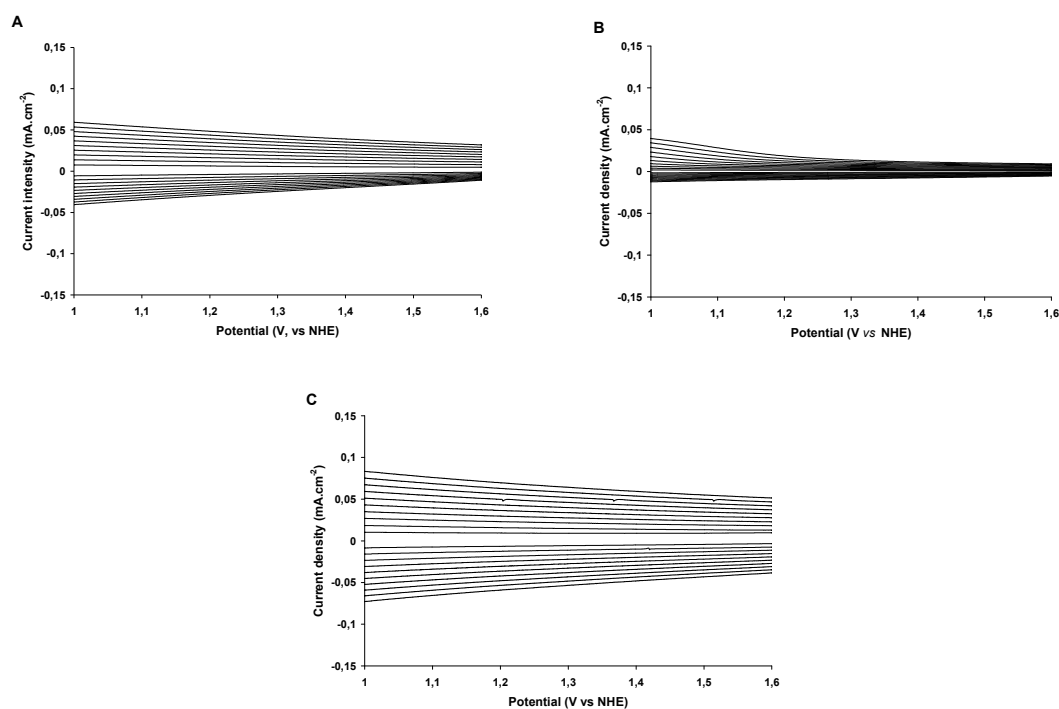 A
0,15
0,1
0,05
0
-0,05
-0,1
-0,15
Current intensity (mA.cm-2)
1 1,1 1,2 1,3 1,4 1,5 1,6
Potential (V, vs NHE)
B
0,15
0,1
0,05
0
-0,05
-0,1
-0,15
Current density (mA.cm-2)
1 1,1 1,2 1,3 1,4 1,5 1,6
Potential (V vs NHE)
C
0,15
0,1
0,05
0
-0,05
-0,1
-0,15
Current density (mA.cm-2)
1 1,1 1,2 1,3 1,4 1,5 1,6
Potential (V vs NHE)